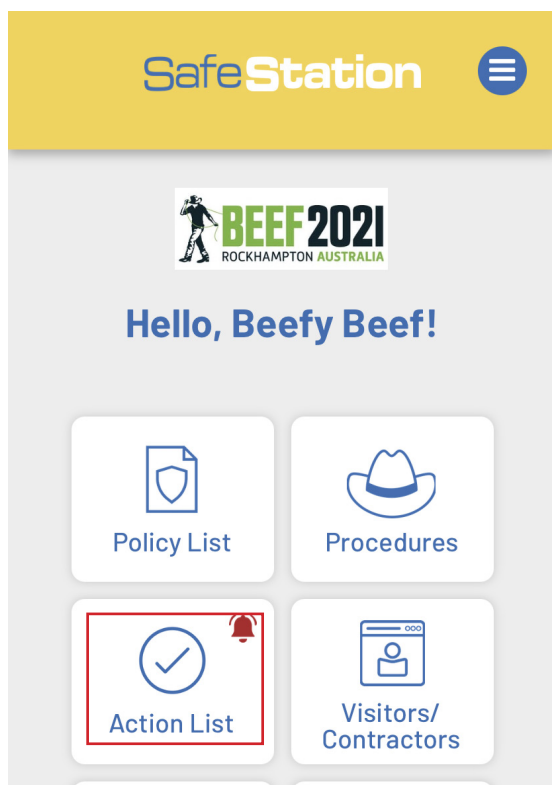 SafeStation
BEEF2021
ROCKHAMPTON AUSTRALIA
Hello, Beefy Beef!
Policy List
Procedures
Action List
Visitors/
Contractors